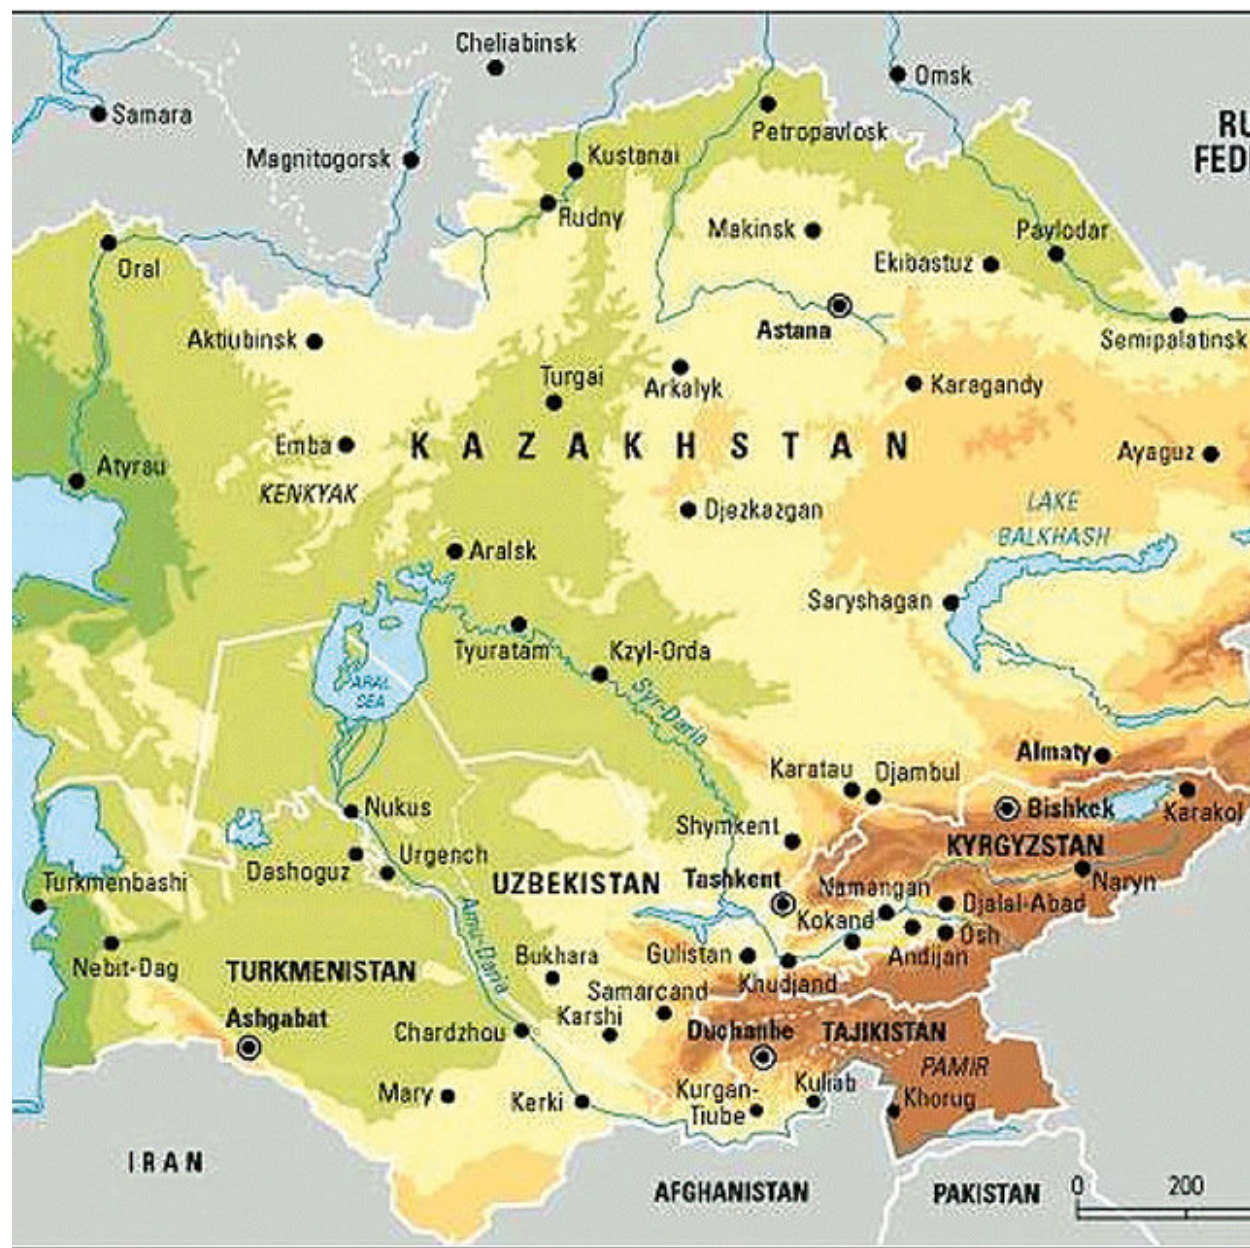 Cheliabinsk
Omsk
Samara
Petropavlosk
RU
FED
Magnitogorsk
Kustanai
Rudny
Makinsk
Pavlodar
Ekibastuz
Oral
Astana
Aktiubinsk
Semipalatinsk
Turgai
Arkalyk
Karagandy
Emba
KAZAKHSTAN
Ayaguz
Atyrau
KENKYAK
Djezkazgan
LAKE
BALKHASH
Aralsk
Saryshagan
Tyuratam
Kzyl-Orda
ARAL
SEA
Syr-Daria
Almaty
Karatau
Djambul
Nukus
Bishkek
Karakol
Shymkent
KYRGYZSTAN
Dashoguz
Urgench
Turkmenbashi
UZBEKISTAN
Tashkent
Namangan
Naryn
Djalal-Abad
Kokand
Osh
Amu-Daria
Bukhara
Gulistan
Andijan
Nebit-Dag
TURKMENISTAN
Khudjand
Samarcand
Ashgabat
Karshi
Chardzhou
Duchanbe
TAJIKISTAN
PAMIR
Mary
Kerki
Kurgan-
Tiube
Kuliab
Khorug
IRAN
AFGHANISTAN
PAKISTAN
0 200